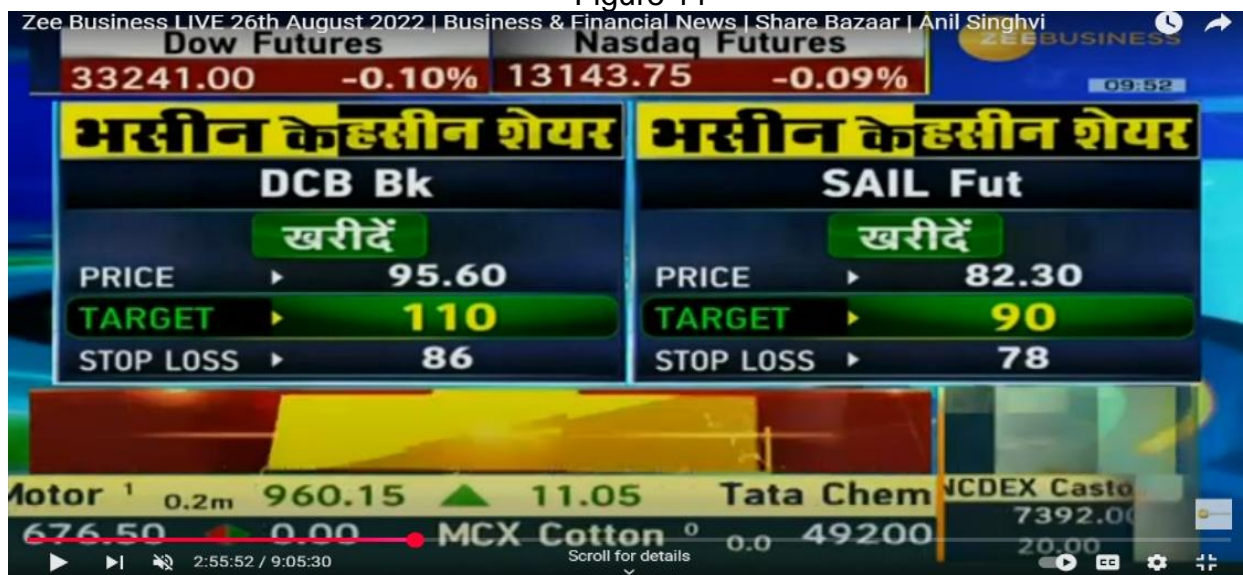 Zee Business LIVE 26th August 2022 | Business & Financial News | Share Bazaar | Anil Singhvi
Dow Futures
33241.00 -0.10%
Nasdaq Futures
13143.75 -0.09%
ZEEBUSINESS
09:52
भसीन के हसीन शेयर
DCB Bk
खरीदें
PRICE 95.60
TARGET 110
STOP LOSS 86
भसीन के हसीन शेयर
SAIL Fut
खरीदें
PRICE 82.30
TARGET 90
STOP LOSS 78
Motor 1 0.2m 960.15 ▲ 11.05 Tata Chem
676.50 0.00 MCX Cotton 0 0.0 49200
NCDEX Casto
7392.00
20.00
2:55:52 / 9:05:30
Scroll for details